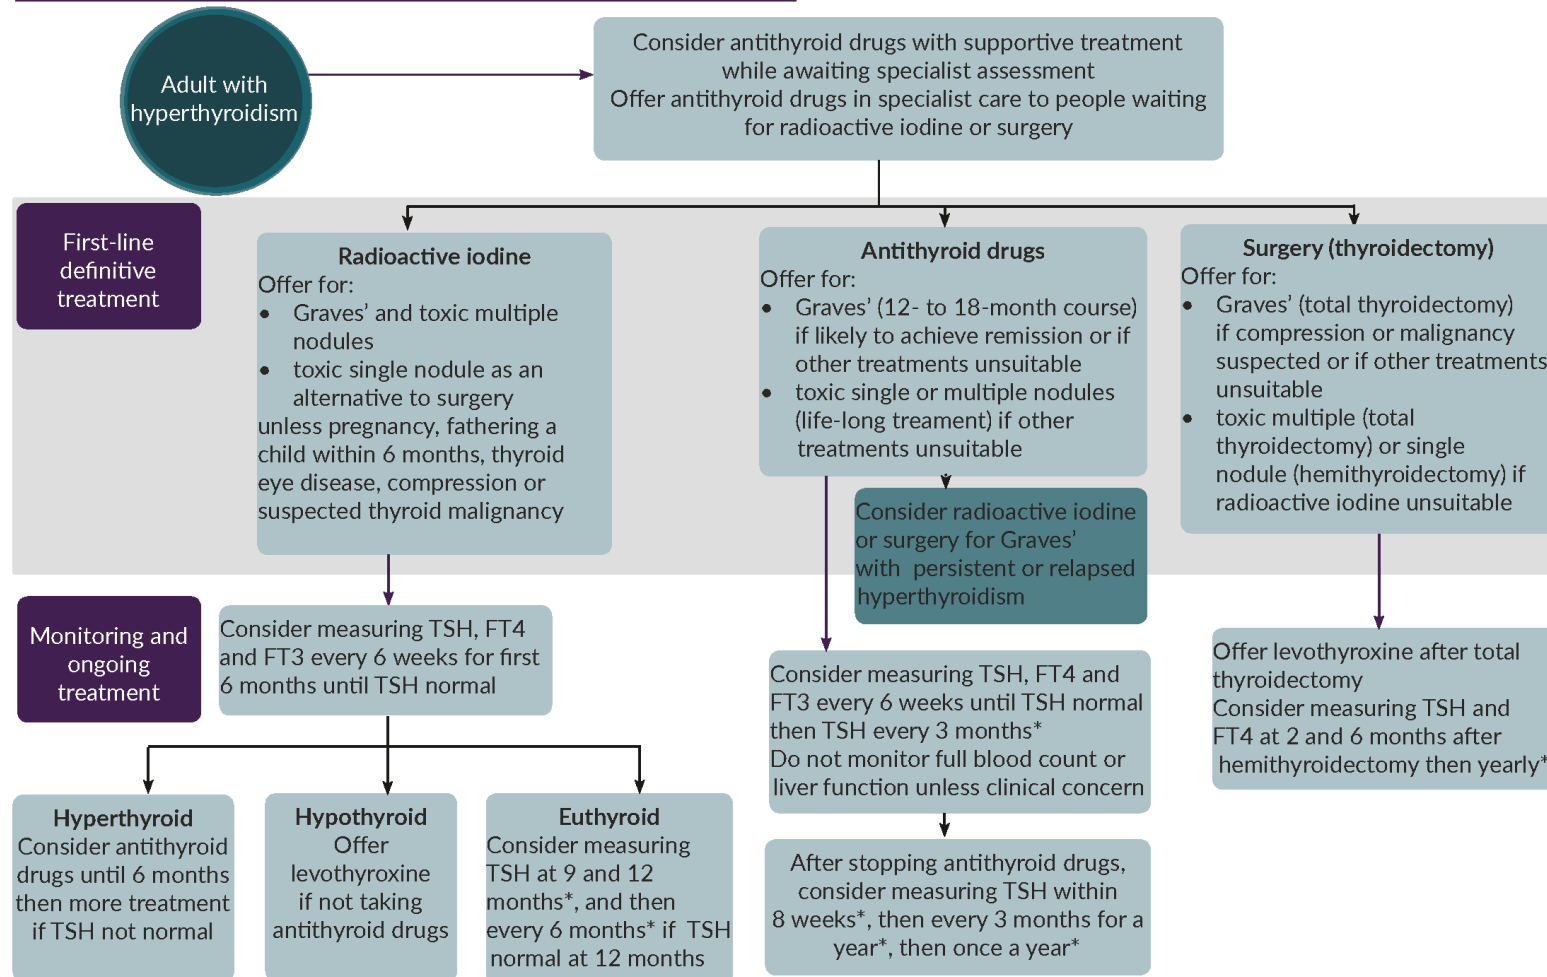 Adult with
hyperthyroidism
Consider antithyroid drugs with supportive treatment
while awaiting specialist assessment
Offer antithyroid drugs in specialist care to people waiting
for radioactive iodine or surgery
First-line
definitive
treatment
Radioactive iodine
Offer for:
• Graves’ and toxic multiple
nodules
• toxic single nodule as an
alternative to surgery
unless pregnancy, fathering a
child within 6 months, thyroid
eye disease, compression or
suspected thyroid malignancy
Antithyroid drugs
Offer for:
• Graves’ (12- to 18-month course)
if likely to achieve remission or if
other treatments unsuitable
• toxic single or multiple nodules
(life-long treament) if other
treatments unsuitable
Consider radioactive iodine
or surgery for Graves’
with persistent or relapsed
hyperthyroidism
Surgery (thyroidectomy)
Offer for:
• Graves’ (total thyroidectomy)
if compression or malignancy
suspected or if other treatments
unsuitable
• toxic multiple (total
thyroidectomy) or single
nodule (hemithyroidectomy) if
radioactive iodine unsuitable
Monitoring and
ongoing
treatment
Consider measuring TSH, FT4
and FT3 every 6 weeks for first
6 months until TSH normal
Hyperthyroid
Consider antithyroid
drugs until 6 months
then more treatment
if TSH not normal
Hypothyroid
Offer
levothyroxine
if not taking
antithyroid drugs
Euthyroid
Consider measuring
TSH at 9 and 12
months*, and then
every 6 months* if TSH
normal at 12 months
Consider measuring TSH, FT4 and
FT3 every 6 weeks until TSH normal
then TSH every 3 months*
Do not monitor full blood count or
liver function unless clinical concern
After stopping antithyroid drugs,
consider measuring TSH within
8 weeks*, then every 3 months for a
year*, then once a year*
Offer levothyroxine after total
thyroidectomy
Consider measuring TSH and
FT4 at 2 and 6 months after
hemithyroidectomy then yearly*